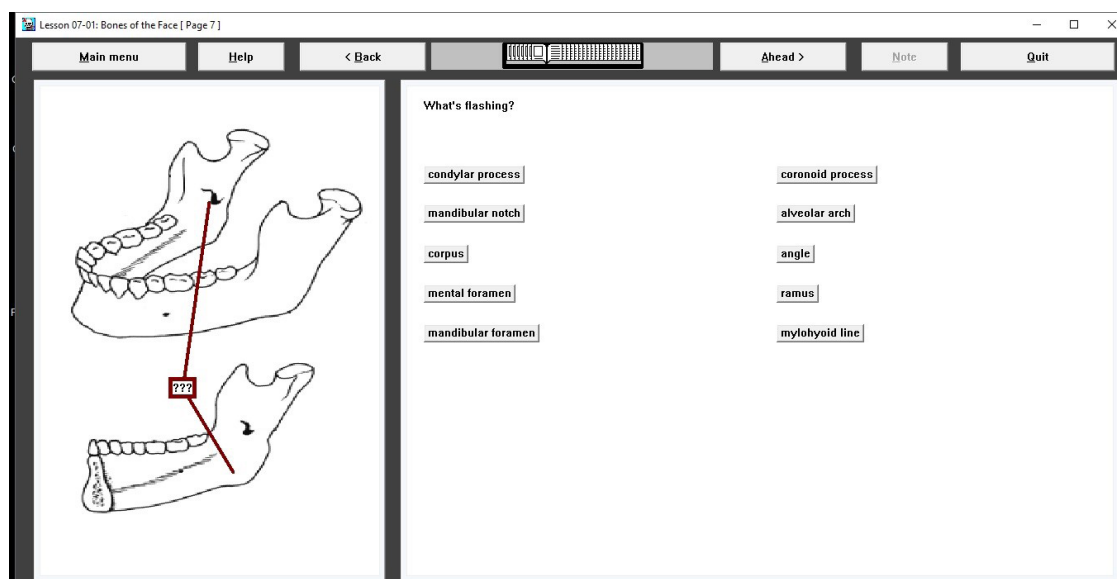 Lesson 07-01: Bones of the Face [ Page 7 ]
Main menu Help < Back Ahead > Note Quit
What's flashing?
condylar process coronoid process
mandibular notch alveolar arch
corpus angle
mental foramen ramus
mandibular foramen mylohyoid line
???